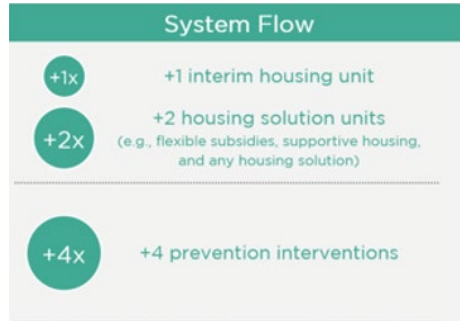 System Flow
+1x
+1 interim housing unit
+2x
+2 housing solution units
(e.g., flexible subsidies, supportive housing,
and any housing solution)
+4x
+4 prevention interventions